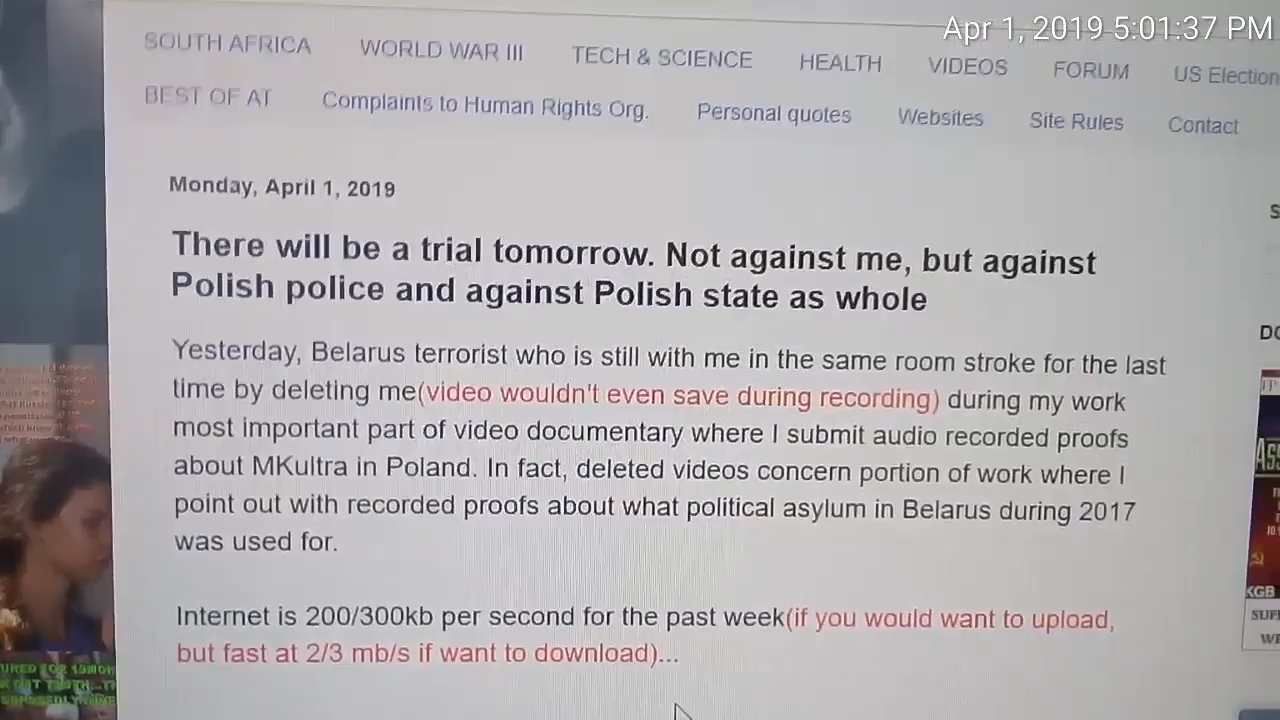 Apr 1, 2019 5:01:37 PM
SOUTH AFRICA WORLD WAR III TECH & SCIENCE HEALTH VIDEOS FORUM US Election
BEST OF AT Complaints to Human Rights Org. Personal quotes Websites Site Rules Contact
Monday, April 1, 2019
There will be a trial tomorrow. Not against me, but against
Polish police and against Polish state as whole
Yesterday, Belarus terrorist who is still with me in the same room stroke for the last
time by deleting me(video wouldn't even save during recording) during my work
most important part of video documentary where I submit audio recorded proofs
about MKultra in Poland. In fact, deleted videos concern portion of work where I
point out with recorded proofs about what political asylum in Belarus during 2017
was used for.
Internet is 200/300kb per second for the past week(if you would want to upload,
but fast at 2/3 mb/s if want to download)...
KGB